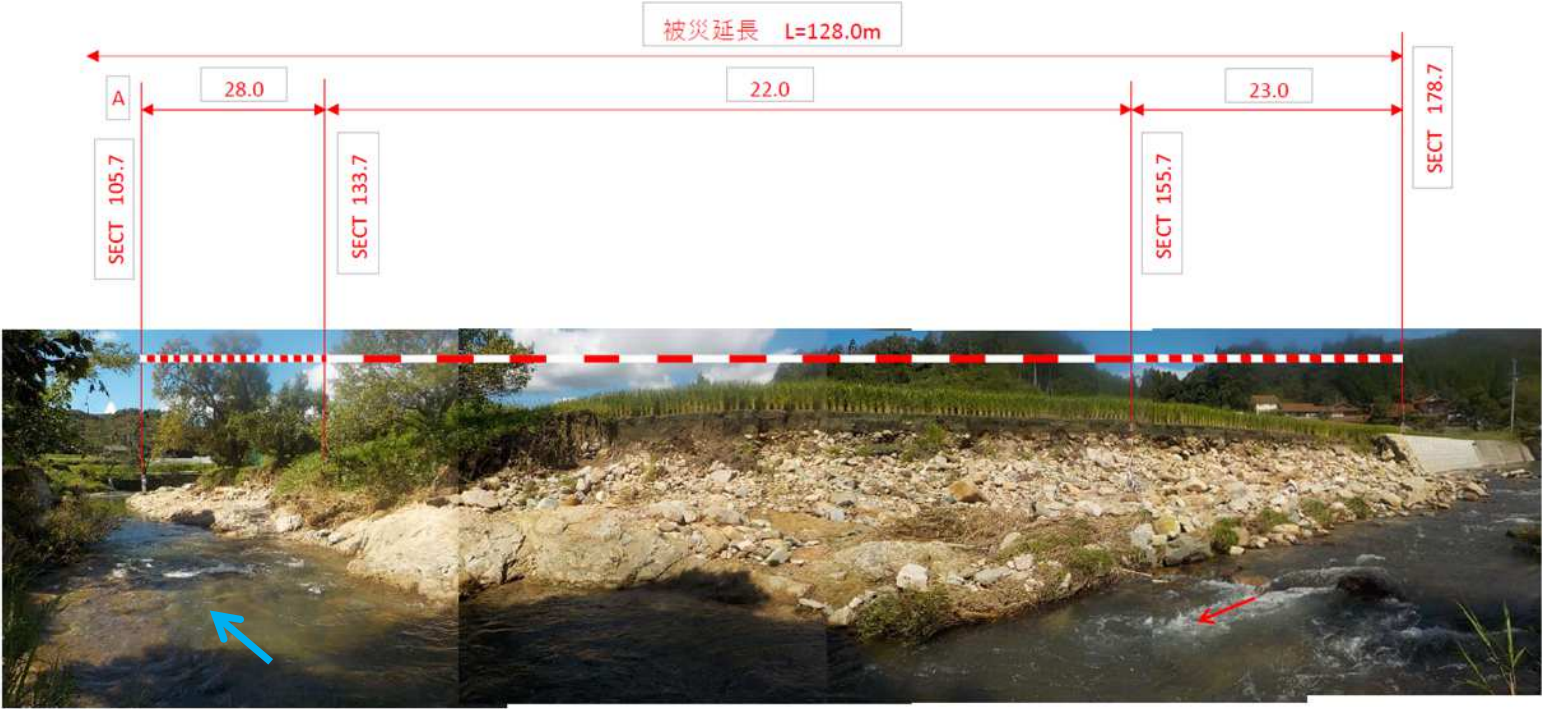 被災延長 L=128.0m
A
28.0
22.0
23.0
SECT 105.7
SECT 133.7
SECT 155.7
SECT 178.7